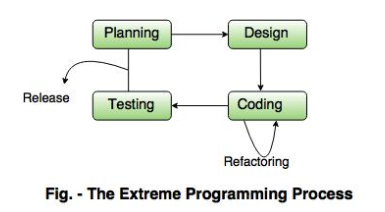 Planning
Design
Release
Testing
Coding
Refactoring
Fig. - The Extreme Programming Process